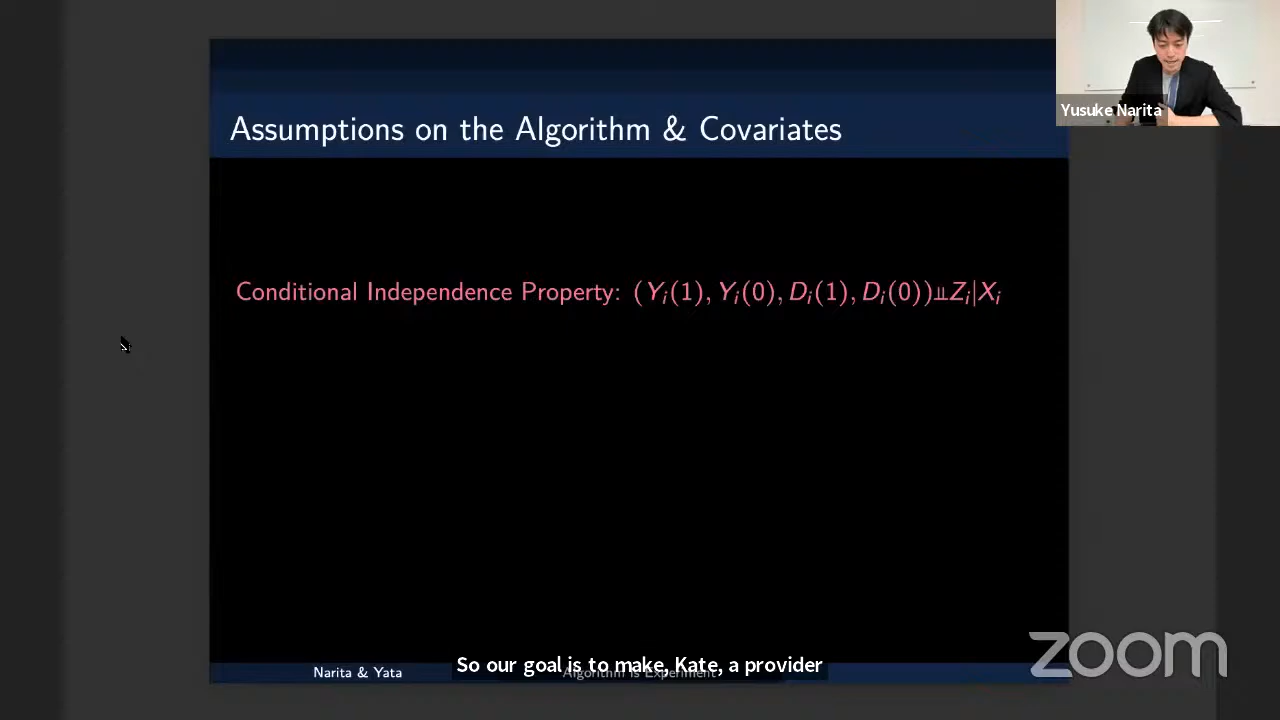 Yusuke Narita
Assumptions on the Algorithm & Covariates
Conditional Independence Property: (Yᵢ(1), Yᵢ(0), Dᵢ(1), Dᵢ(0))⫫Zᵢ|Xᵢ
So our goal is to make, Kate, a provider
Narita & Yata
Algorithm is Experiment
zoom